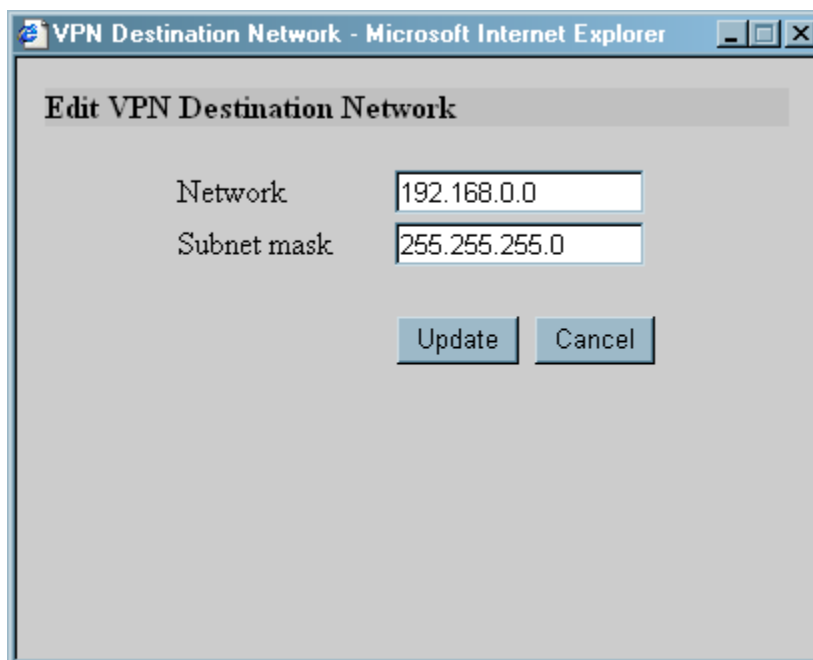 VPN Destination Network - Microsoft Internet Explorer
Edit VPN Destination Network
Network 192.168.0.0
Subnet mask 255.255.255.0
Update Cancel